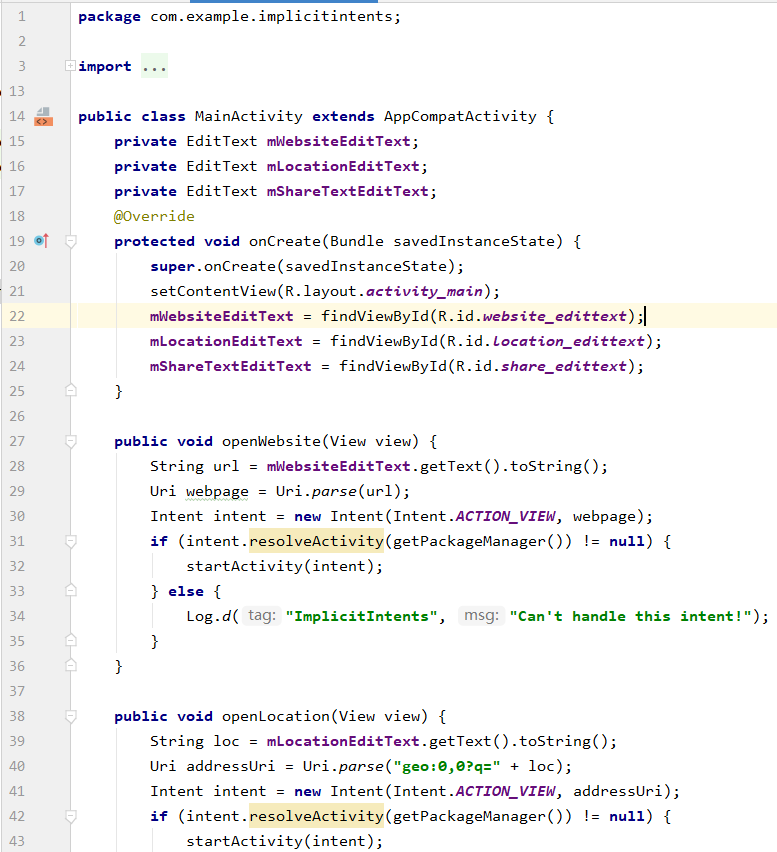 1 package com.example.implicitintents;
2
3 import ...
13
14 public class MainActivity extends AppCompatActivity {
15 private EditText mWebsiteEditText;
16 private EditText mLocationEditText;
17 private EditText mShareTextEditText;
18 @Override
19 protected void onCreate(Bundle savedInstanceState) {
20 super.onCreate(savedInstanceState);
21 setContentView(R.layout.activity_main);
22 mWebsiteEditText = findViewById(R.id.website_edittext);
23 mLocationEditText = findViewById(R.id.location_edittext);
24 mShareTextEditText = findViewById(R.id.share_edittext);
25 }
26
27 public void openWebsite(View view) {
28 String url = mWebsiteEditText.getText().toString();
29 Uri webpage = Uri.parse(url);
30 Intent intent = new Intent(Intent.ACTION_VIEW, webpage);
31 if (intent.resolveActivity(getPackageManager()) != null) {
32 startActivity(intent);
33 } else {
34 Log.d( tag: "ImplicitIntents", msg: "Can't handle this intent!");
35 }
36 }
37
38 public void openLocation(View view) {
39 String loc = mLocationEditText.getText().toString();
40 Uri addressUri = Uri.parse("geo:0,0?q=" + loc);
41 Intent intent = new Intent(Intent.ACTION_VIEW, addressUri);
42 if (intent.resolveActivity(getPackageManager()) != null) {
43 startActivity(intent);